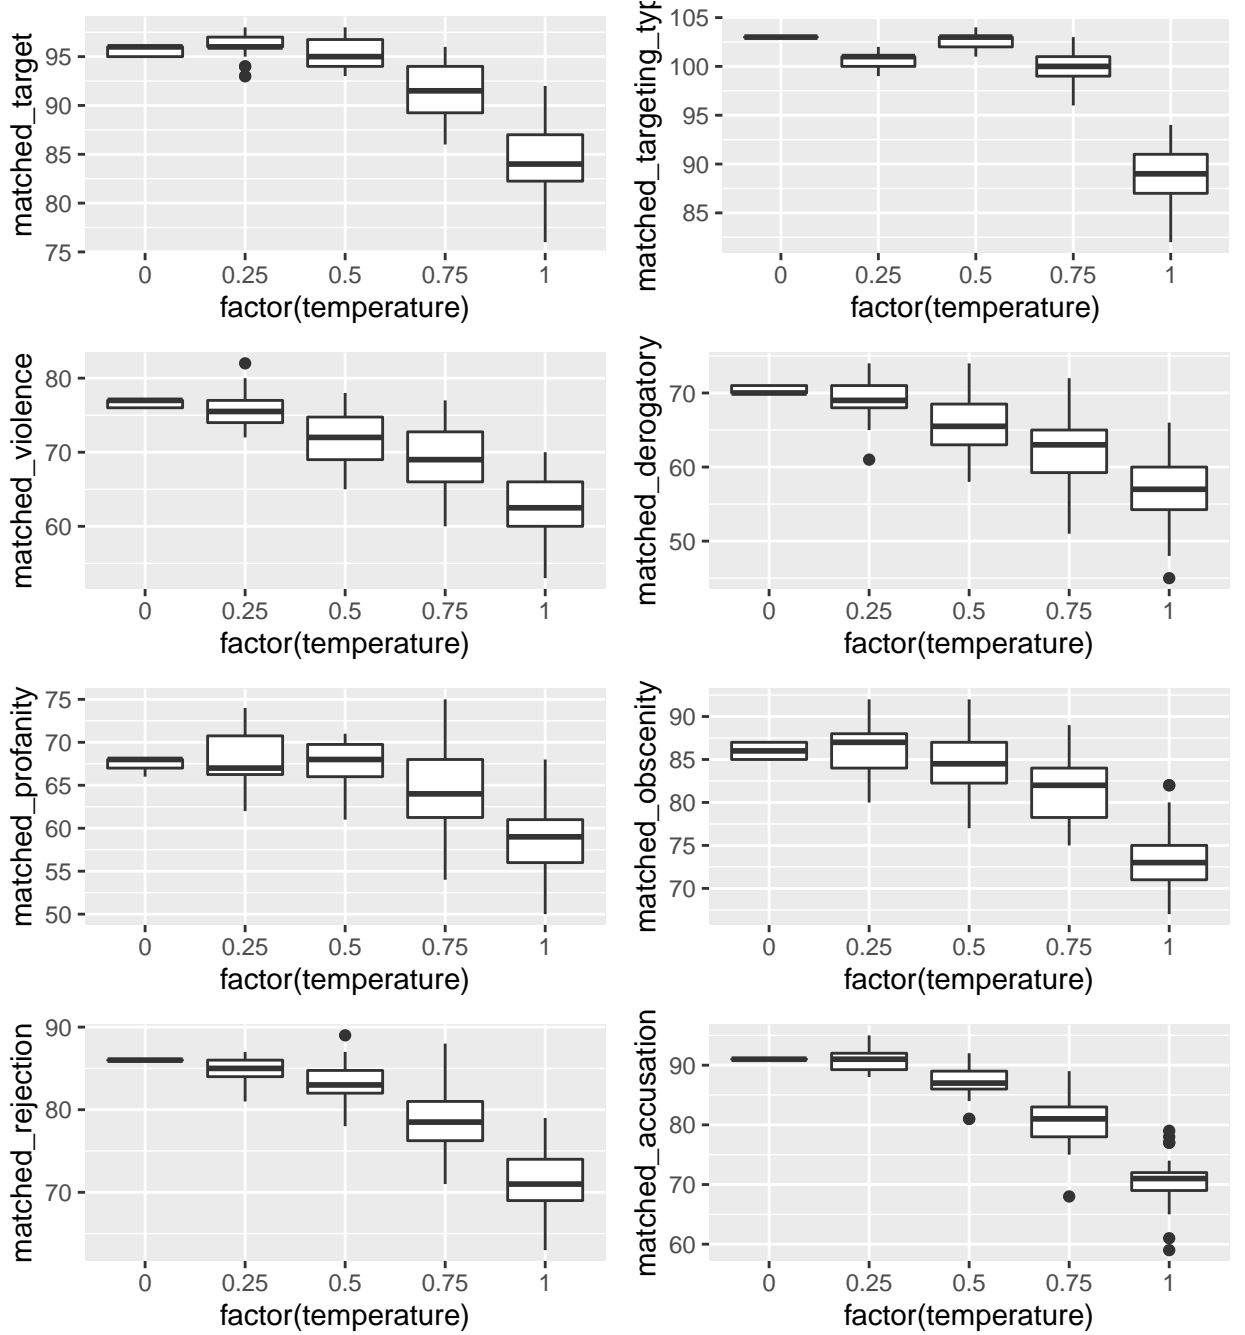 matched_target
95
90
85
80
75
0 0.25 0.5 0.75 1
factor(temperature)
matched_targeting_typ
105
100
95
90
85
0 0.25 0.5 0.75 1
factor(temperature)
matched_violence
80
70
60
0 0.25 0.5 0.75 1
factor(temperature)
matched_derogatory
70
60
50
0 0.25 0.5 0.75 1
factor(temperature)
matched_profanity
75
70
65
60
55
50
0 0.25 0.5 0.75 1
factor(temperature)
matched_obscenity
90
85
80
75
70
0 0.25 0.5 0.75 1
factor(temperature)
matched_rejection
90
80
70
0 0.25 0.5 0.75 1
factor(temperature)
matched_accusation
90
80
70
60
0 0.25 0.5 0.75 1
factor(temperature)